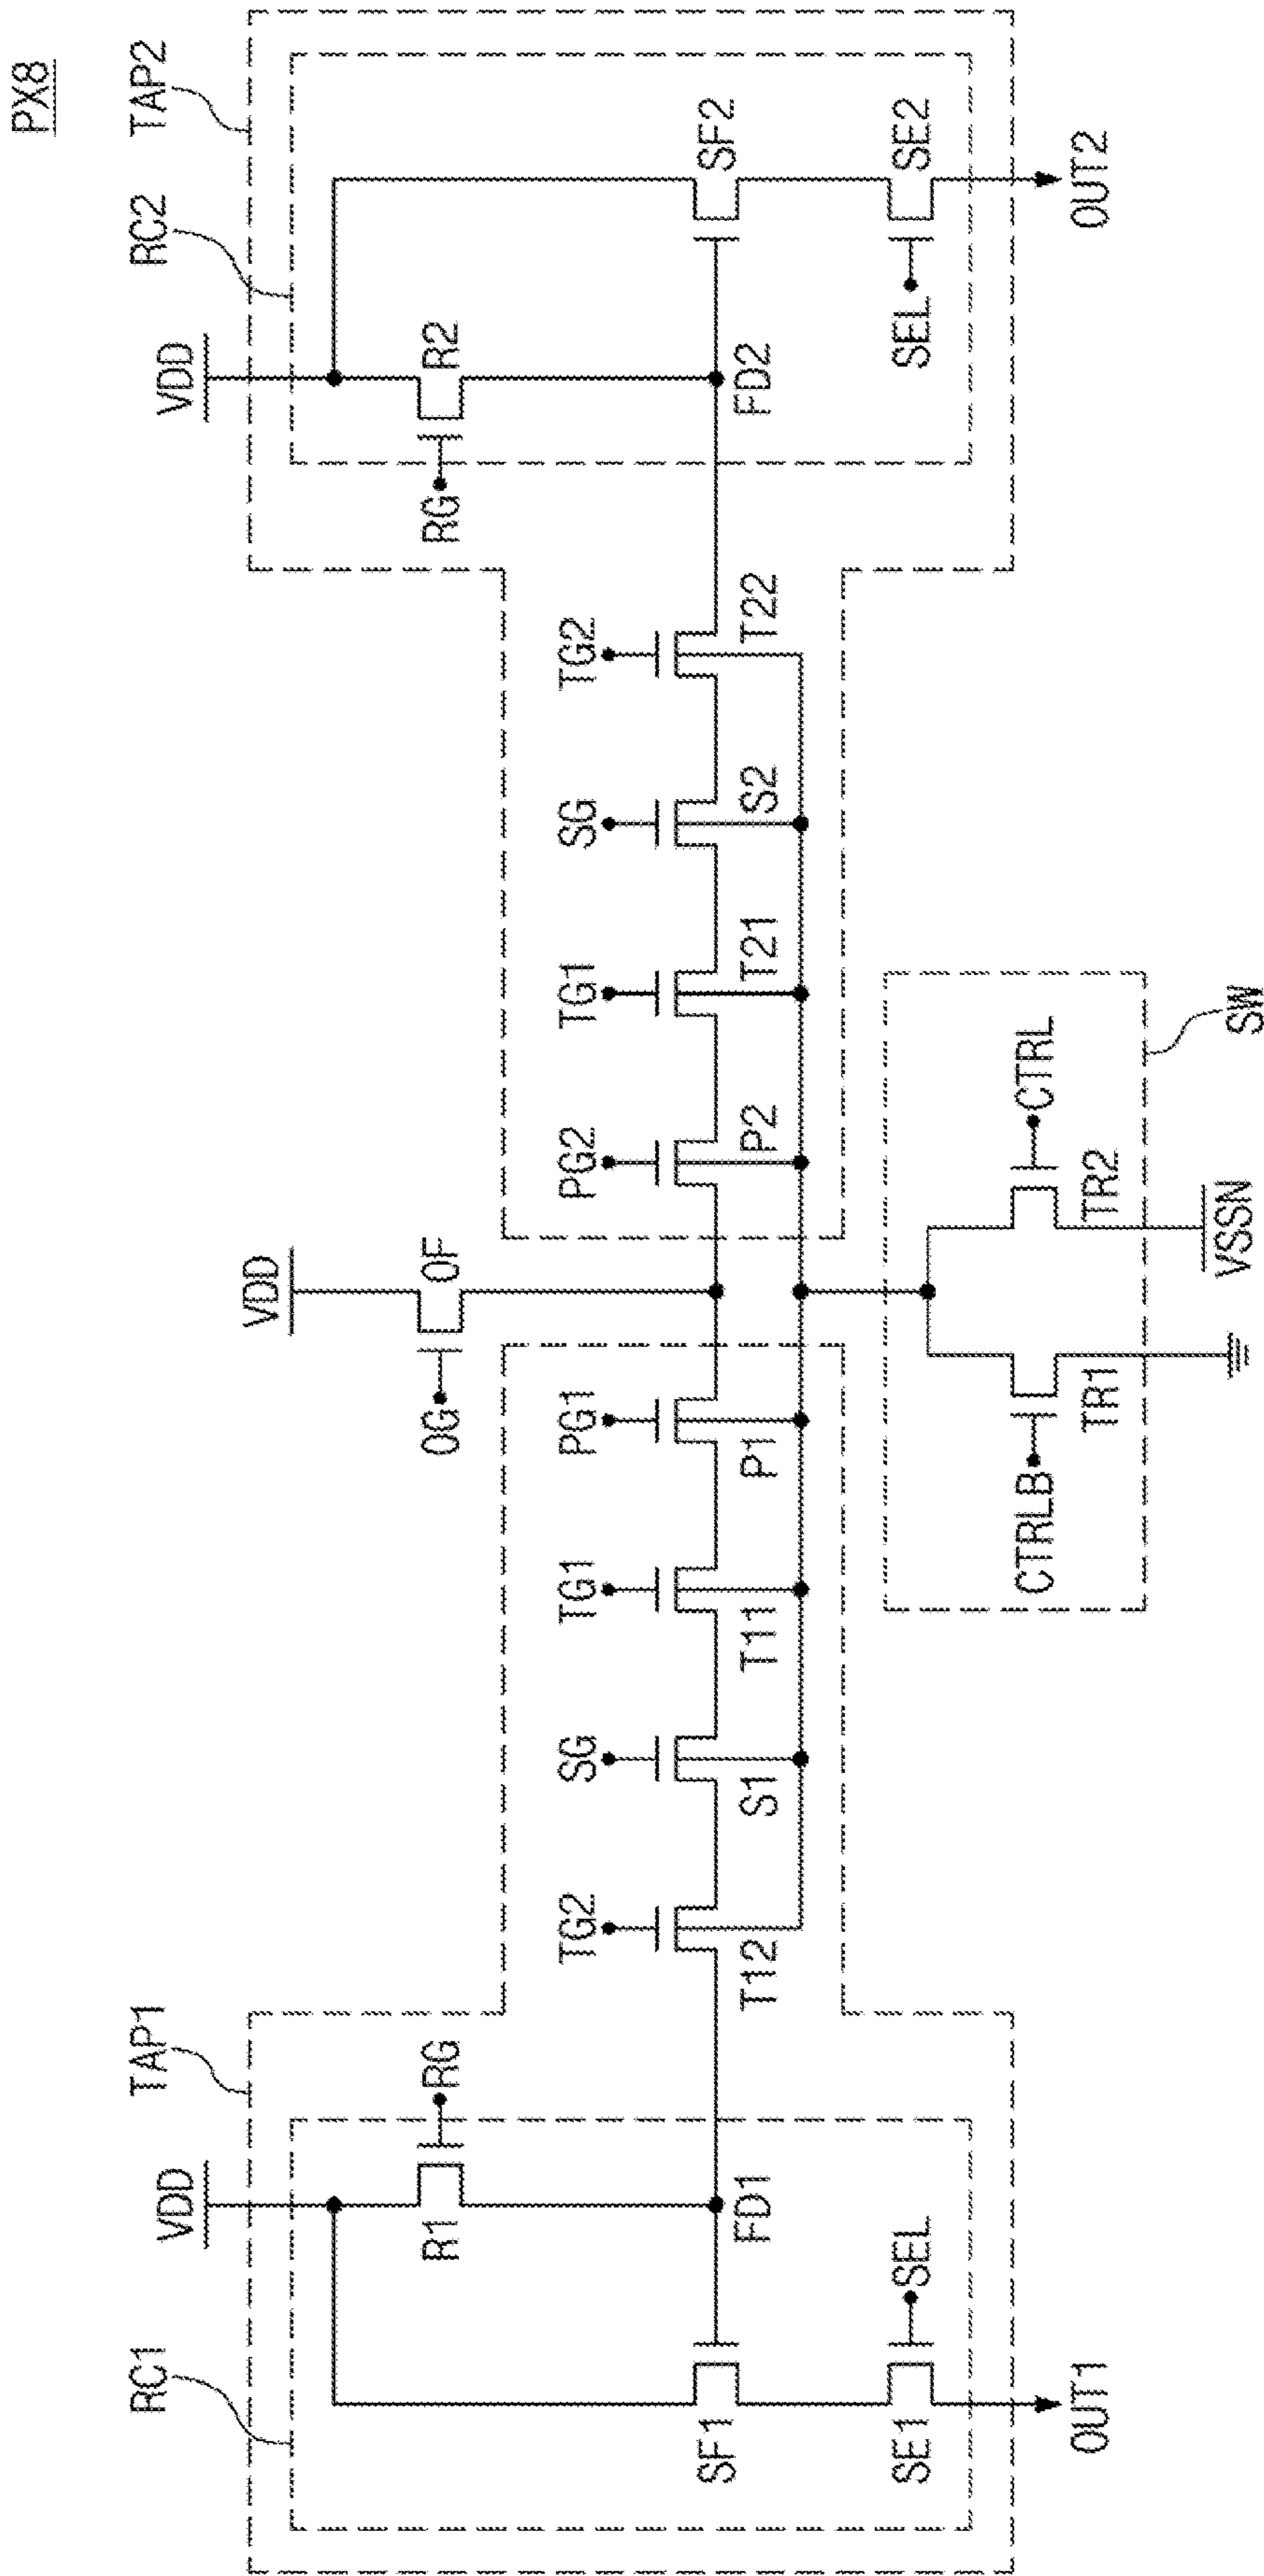 PX8
TAP1
TAP2
RC1
RC2
VDD
VDD
VDD
R1
RG
OG
OF
RG
R2
TG2
SG
TG1
PG1
PG2
TG1
SG
TG2
SF1
FD1
T12
S1
T11
P1
P2
T21
S2
T22
FD2
SF2
SE1
SEL
SEL
SE2
CTRLB
CTRL
TR1
TR2
OUT1
OUT2
VSSN
SW